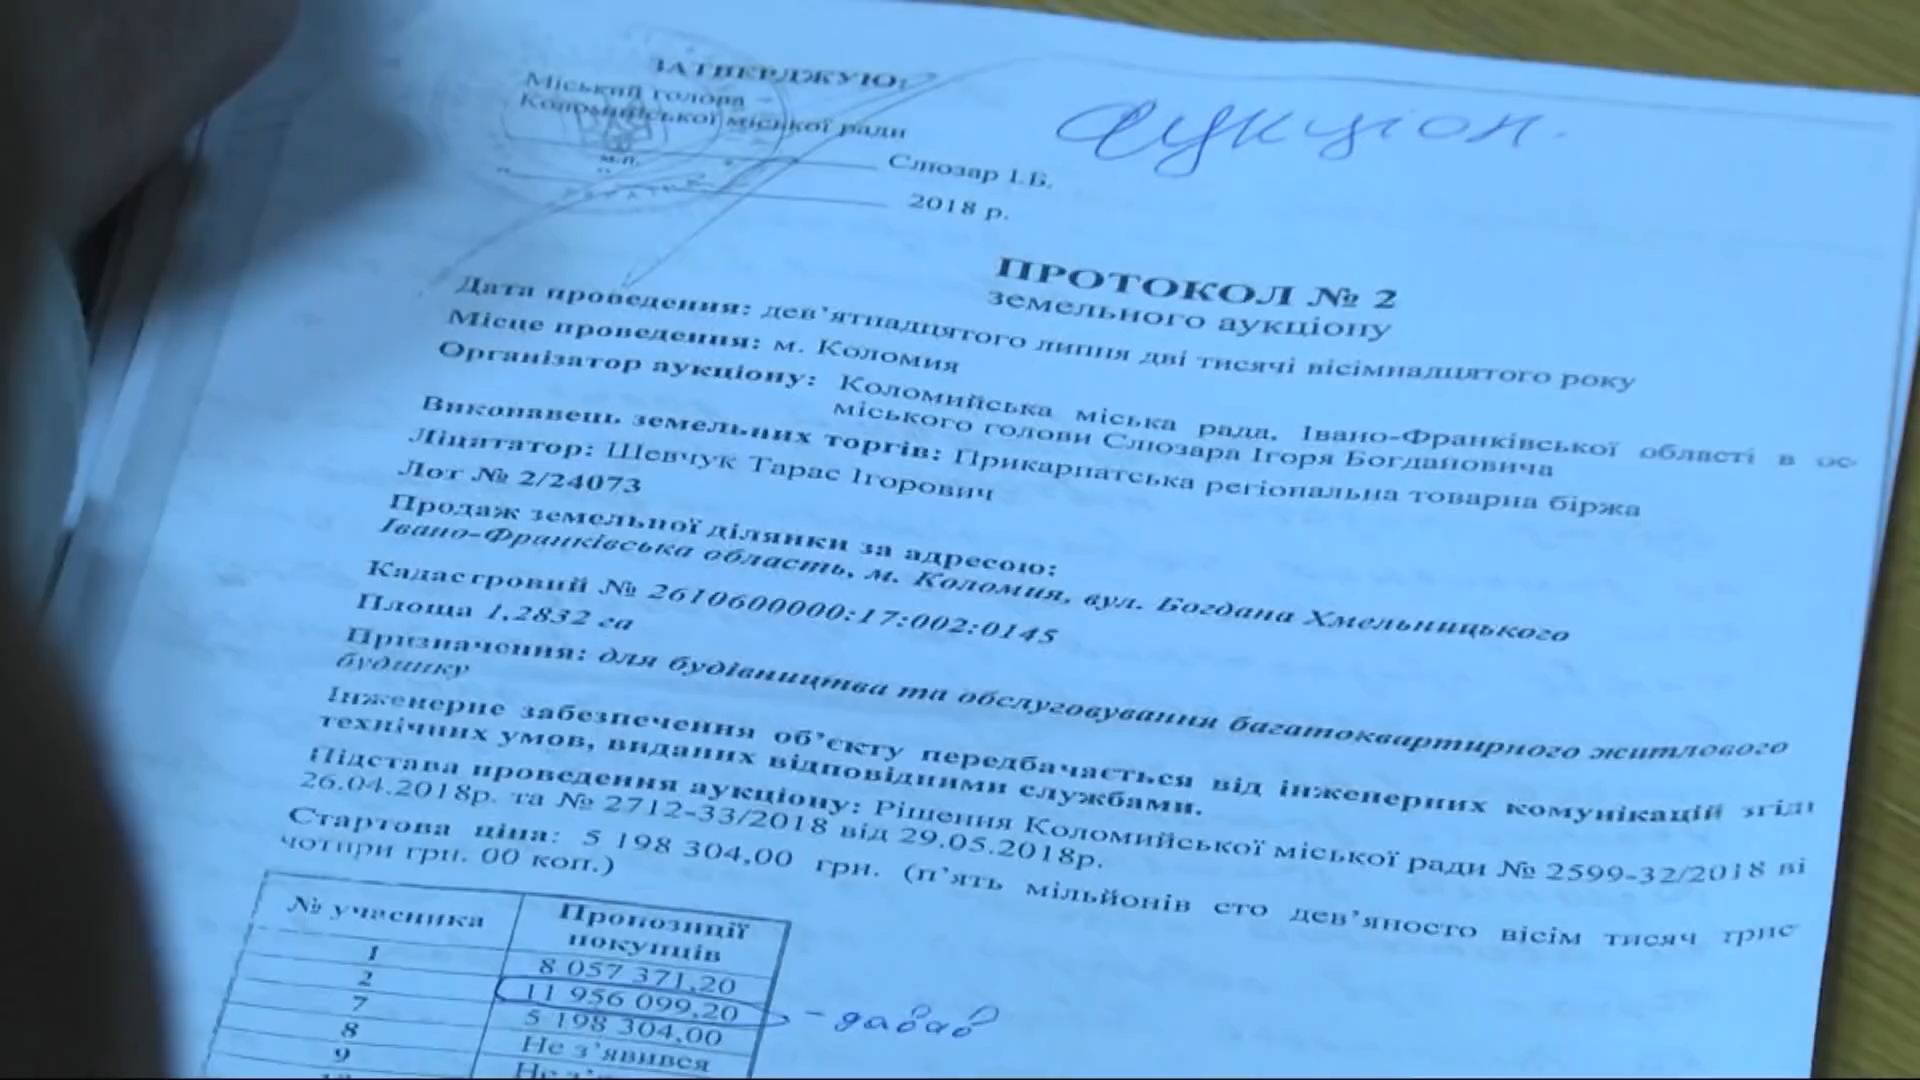 ЗАТВЕРДЖУЮ:
Міський голова
Коломийської міської ради
Слюзар І.Б.
м.п.
2018 р.
Аукціон.
ПРОТОКОЛ № 2
земельного аукціону
Дата проведення: дев’ятнадцятого липня дві тисячі вісімнадцятого року
Місце проведення: м. Коломия
Організатор аукціону: Коломийська міська рада, Івано-Франківської області в ос
міського голови Слюзара Ігоря Богдановича
Виконавець земельних торгів: Прикарпатська регіональна товарна біржа
Ліцитатор: Шевчук Тарас Ігорович
Лот № 2/24073
Продаж земельної ділянки за адресою:
Івано-Франківська область, м. Коломия, вул. Богдана Хмельницького
Кадастровий № 2610600000:17:002:0145
Площа 1,2832 га
Призначення: для будівництва та обслуговування багатоквартирного житлового
будинку
Інженерне забезпечення об’єкту передбачається від інженерних комунікацій згід
технічних умов, виданих відповідними службами.
Підстава проведення аукціону: Рішення Коломийської міської ради № 2599-32/2018 ві
26.04.2018р. та № 2712-33/2018 від 29.05.2018р.
Стартова ціна: 5 198 304,00 грн. (п’ять мільйонів сто дев’яносто вісім тисяч трис
чотири грн. 00 коп.)
№ учасника Пропозиції
покупців
1 8 057 371,20
2 11 956 099,20 - давав
7 5 198 304,00
8 Не з’явився
9 Не